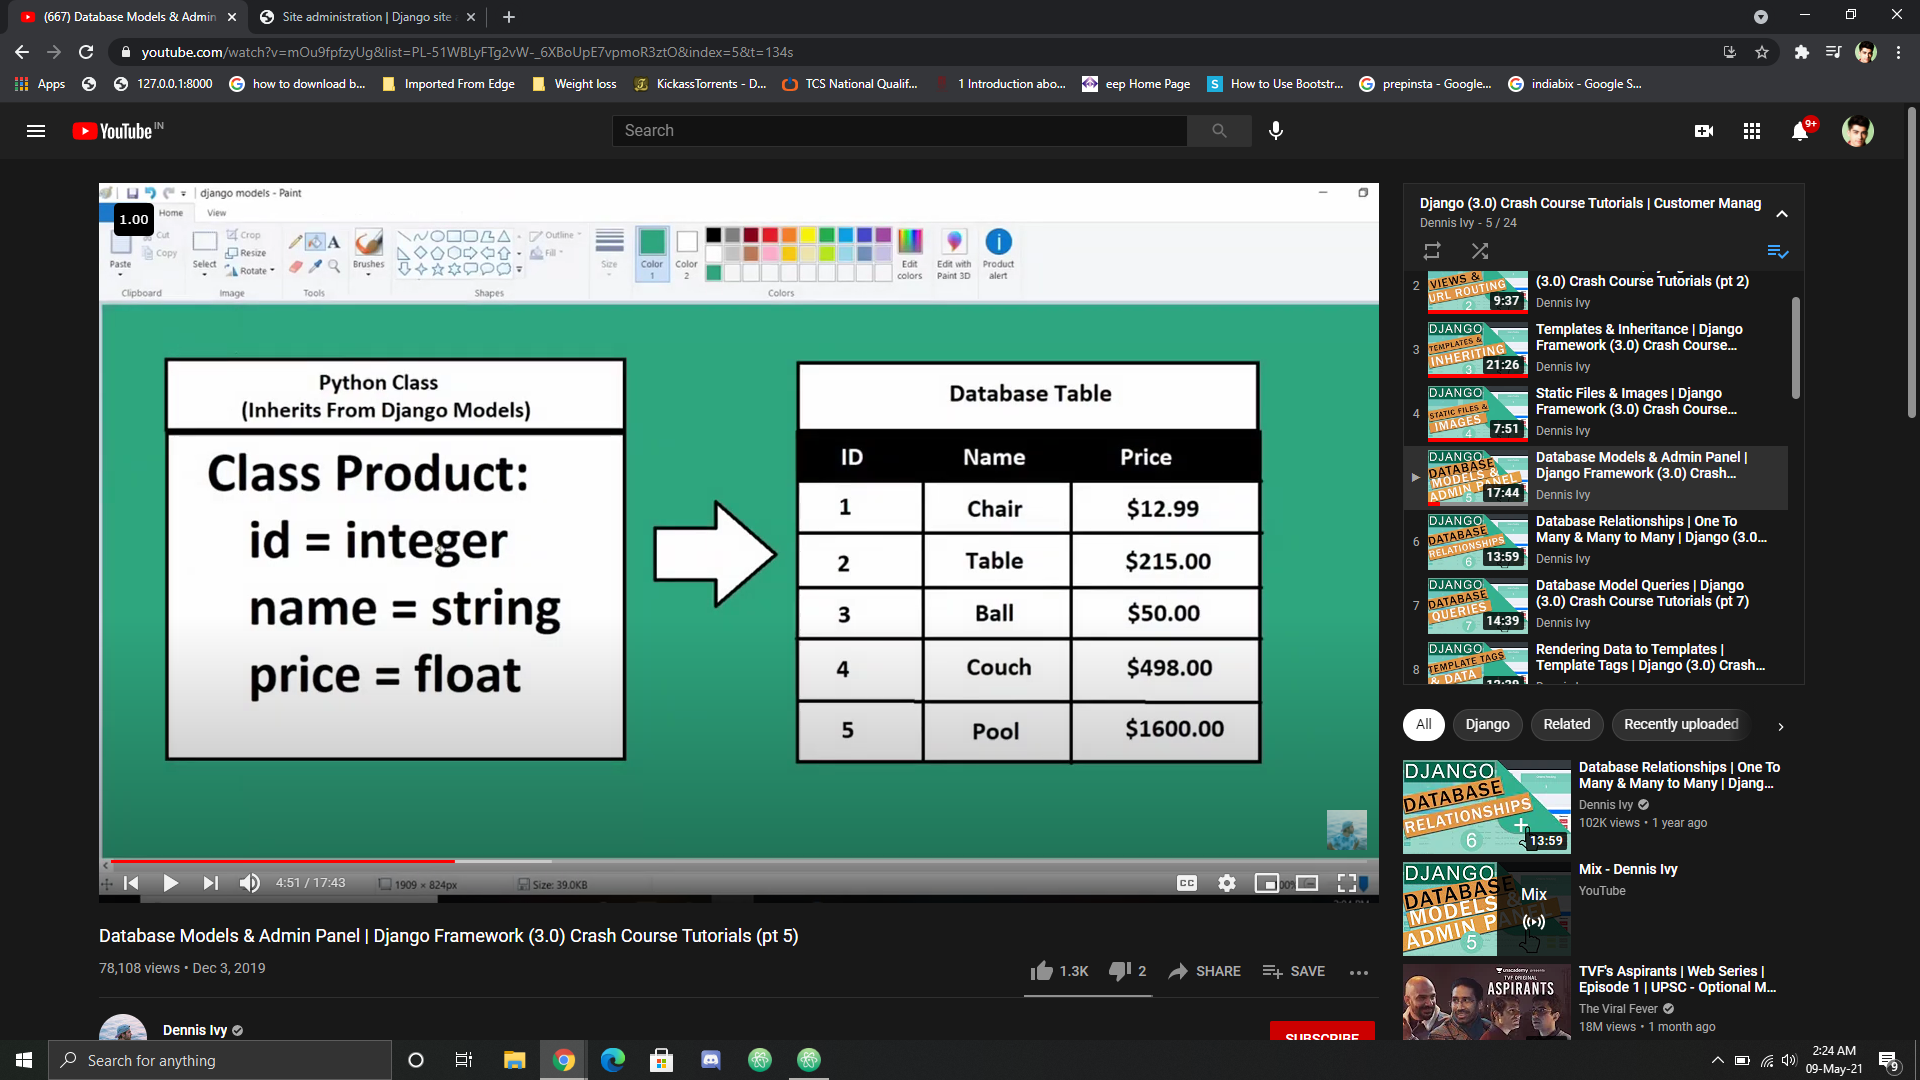 (667) Database Models & Admin
Site administration | Django site
youtube.com/watch?v=mOu9fpfzyUg&list=PL-51WBLyFTg2vW-_6XBoUpE7vpmoR3ztO&index=5&t=134s
Apps
127.0.0.1:8000
how to download b...
Imported From Edge
Weight loss
KickassTorrents - D...
TCS National Qualif...
1 Introduction abo...
eep Home Page
How to Use Bootstr...
prepinsta - Google...
indiabix - Google S...
YouTube IN
Search
9+
django models - Paint
1.00
Home
View
Paste
Cut
Copy
Clipboard
Select
Crop
Resize
Rotate
Image
A
Tools
Brushes
Outline
Fill
Shapes
Size
Color 1
Color 2
Edit colors
Edit with Paint 3D
Product alert
Colors
Python Class
(Inherits From Django Models)
Class Product:
id = integer
name = string
price = float
Database Table
ID Name Price
1 Chair $12.99
2 Table $215.00
3 Ball $50.00
4 Couch $498.00
5 Pool $1600.00
4:51 / 17:43
1909 × 824px
Size: 39.0KB
CC
Database Models & Admin Panel | Django Framework (3.0) Crash Course Tutorials (pt 5)
78,108 views • Dec 3, 2019
1.3K
2
SHARE
SAVE
Dennis Ivy
SUBSCRIBE
Django (3.0) Crash Course Tutorials | Customer Manag
Dennis Ivy - 5 / 24
2
VIEWS &
URL ROUTING
2
9:37
(3.0) Crash Course Tutorials (pt 2)
Dennis Ivy
3
DJANGO
TEMPLATES &
INHERITING
3
21:26
Templates & Inheritance | Django
Framework (3.0) Crash Course...
Dennis Ivy
4
DJANGO
STATIC FILES &
IMAGES
4
7:51
Static Files & Images | Django
Framework (3.0) Crash Course...
Dennis Ivy
DJANGO
DATABASE
MODELS &
ADMIN PANEL
5
17:44
Database Models & Admin Panel |
Django Framework (3.0) Crash...
Dennis Ivy
6
DJANGO
DATABASE
RELATIONSHIPS
6
13:59
Database Relationships | One To
Many & Many to Many | Django (3.0...
Dennis Ivy
7
DJANGO
DATABASE
QUERIES
7
14:39
Database Model Queries | Django
(3.0) Crash Course Tutorials (pt 7)
Dennis Ivy
8
DJANGO
TEMPLATE TAGS
& DATA
Rendering Data to Templates |
Template Tags | Django (3.0) Crash...
All
Django
Related
Recently uploaded
DJANGO
DATABASE
RELATIONSHIPS
6
13:59
Database Relationships | One To
Many & Many to Many | Djang...
Dennis Ivy
102K views • 1 year ago
DJANGO
DATABASE
MODELS &
ADMIN PANEL
5
Mix
Mix - Dennis Ivy
YouTube
unacademy
TVF ORIGINAL
ASPIRANTS
TVF's Aspirants | Web Series |
Episode 1 | UPSC - Optional M...
The Viral Fever
18M views • 1 month ago
Search for anything
2:24 AM
09-May-21
9